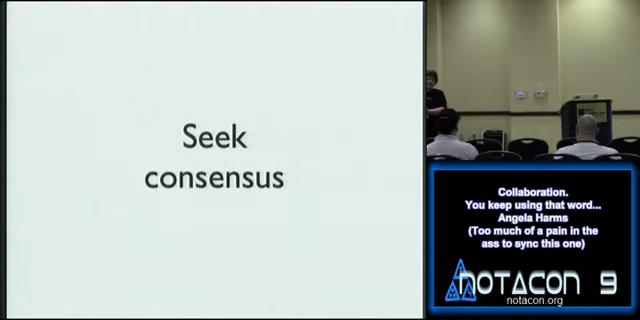 Seek
consensus
Collaboration.
You keep using that word...
Angela Harms
(Too much of a pain in the
ass to sync this one)
NOTACON 9
notacon.org